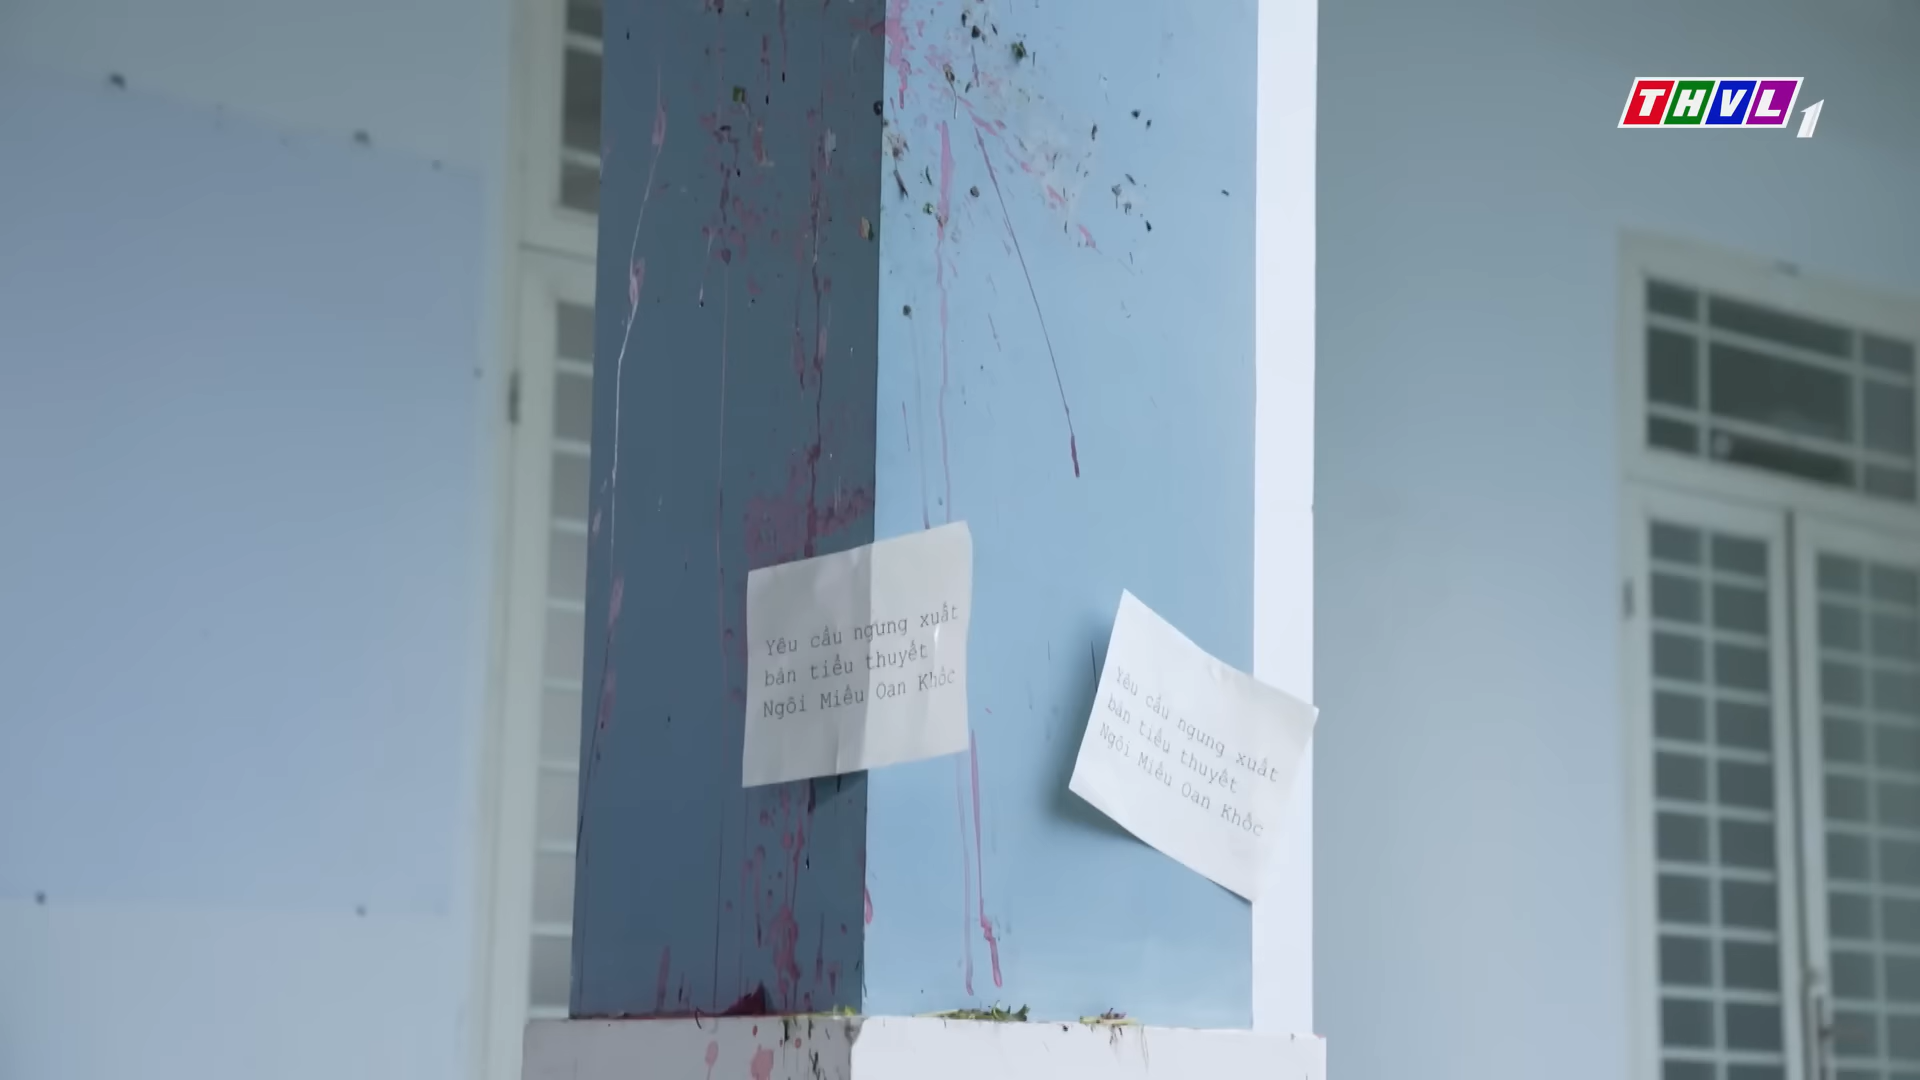 THVL1
Yêu cầu ngưng xuất
bản tiểu thuyết
Ngôi Miếu Oan Khốc
Yêu cầu ngưng xuất
bản tiểu thuyết
Ngôi Miếu Oan Khốc